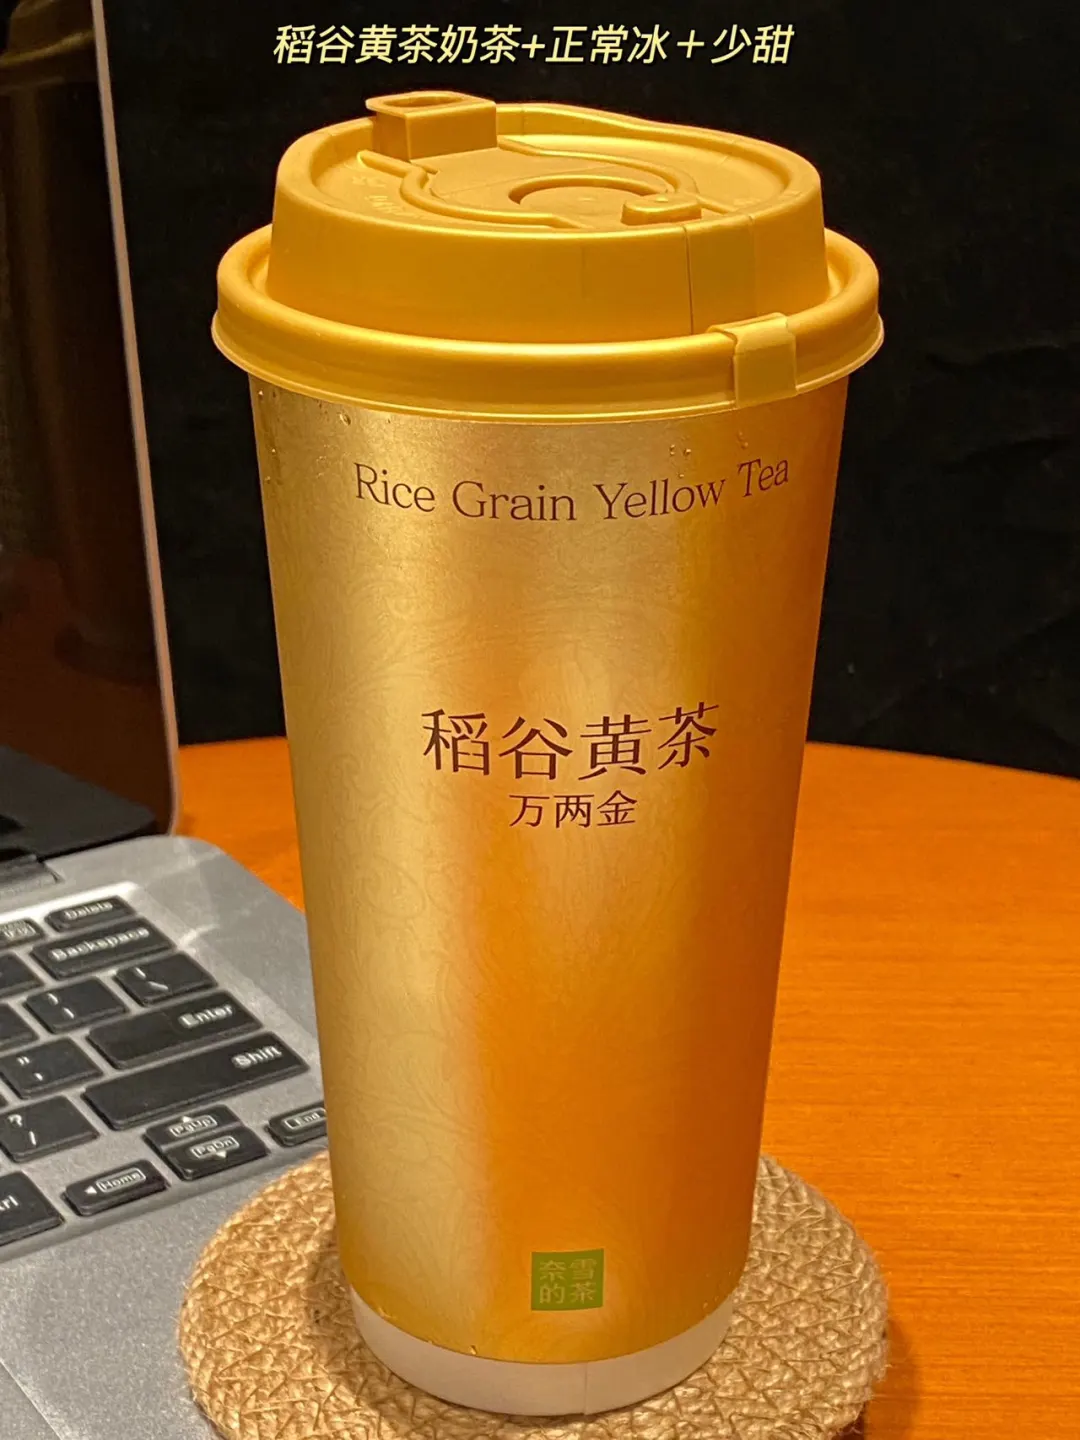 稻谷黄茶奶茶+正常冰＋少甜
Rice Grain Yellow Tea
稻谷黄茶
万两金
Delete
Backspace
Enter
Shift
PgUp
PgDn
End
Home
奈雪
的茶